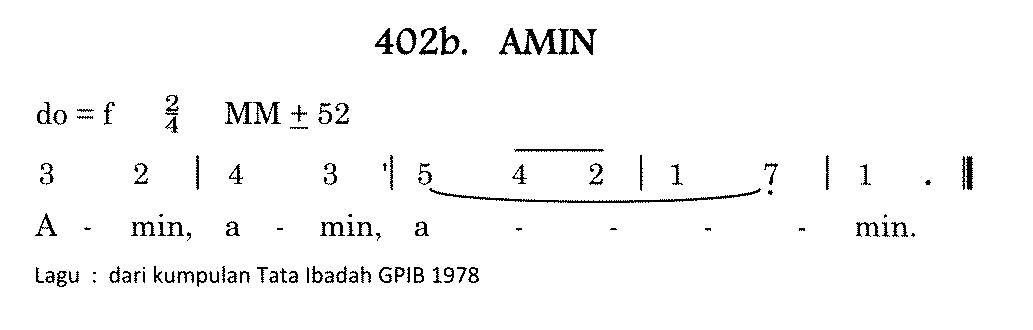 402b. AMIN
do = f 2/4 MM ± 52
3 2 | 4 3 '| 5 4 2 | 1 7̣ | 1 . ‖
A - min, a - min, a - - - - min.
Lagu : dari kumpulan Tata Ibadah GPIB 1978